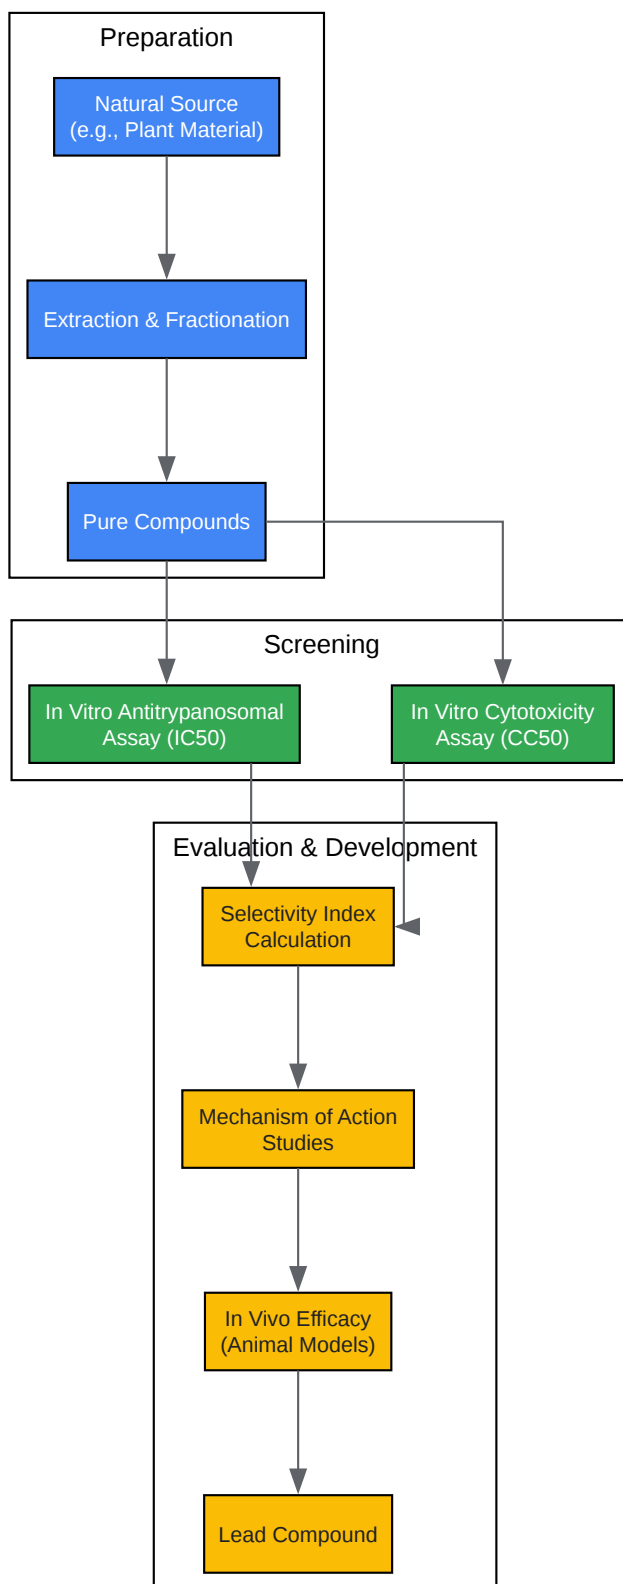 Preparation
Natural Source
(e.g., Plant Material)
Extraction & Fractionation
Pure Compounds
Screening
In Vitro Antitrypanosomal
Assay (IC50)
In Vitro Cytotoxicity
Assay (CC50)
Evaluation & Development
Selectivity Index
Calculation
Mechanism of Action
Studies
In Vivo Efficacy
(Animal Models)
Lead Compound